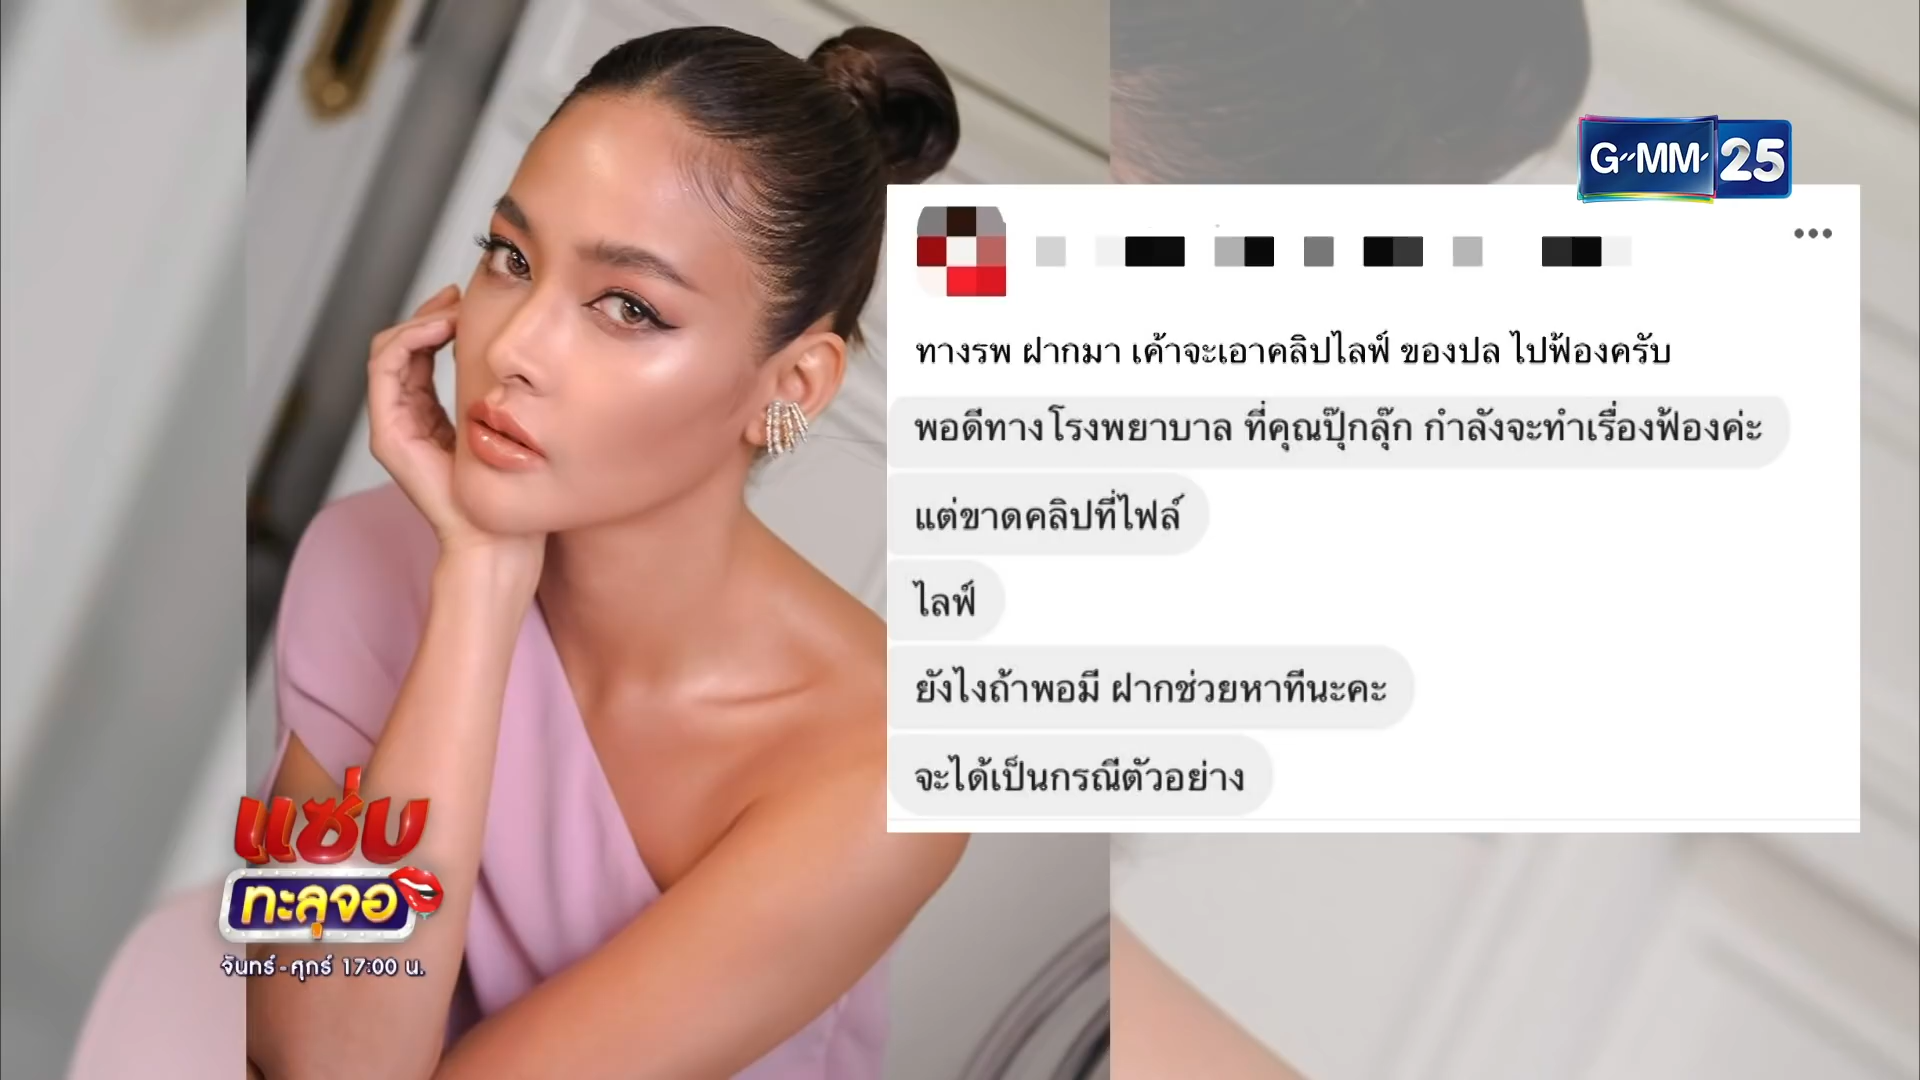 G-MM 25
ทางรพ ฝากมา เค้าจะเอาคลิปไลฟ์ ของปล ไปฟ้องครับ
พอดีทางโรงพยาบาล ที่คุณปุ๊กลุ๊ก กำลังจะทำเรื่องฟ้องค่ะ
แต่ขาดคลิปที่ไฟล์
ไลฟ์
ยังไงถ้าพอมี ฝากช่วยหาทีนะคะ
จะได้เป็นกรณีตัวอย่าง
แซ่บ
ทะลุจอ
จันทร์ - ศุกร์ 17:00 น.